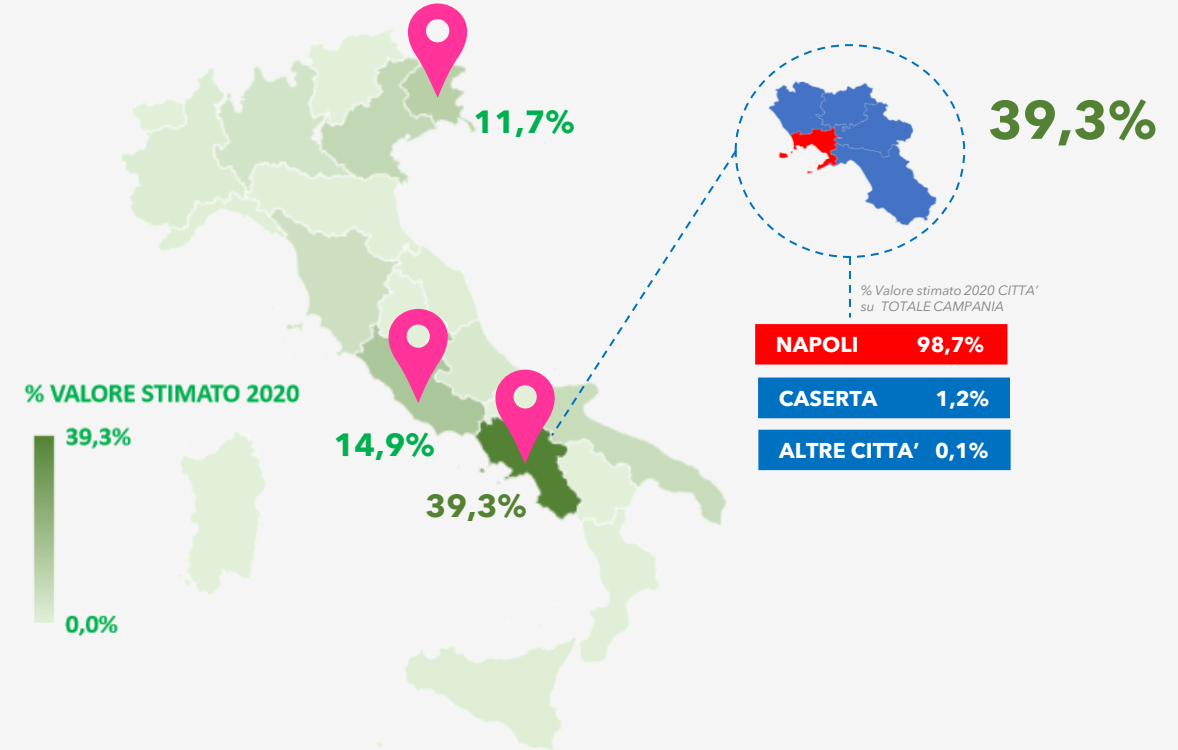 11,7%
39,3%
% Valore stimato 2020 CITTA'
su TOTALE CAMPANIA
NAPOLI 98,7%
CASERTA 1,2%
ALTRE CITTA’ 0,1%
% VALORE STIMATO 2020
39,3%
0,0%
14,9%
39,3%